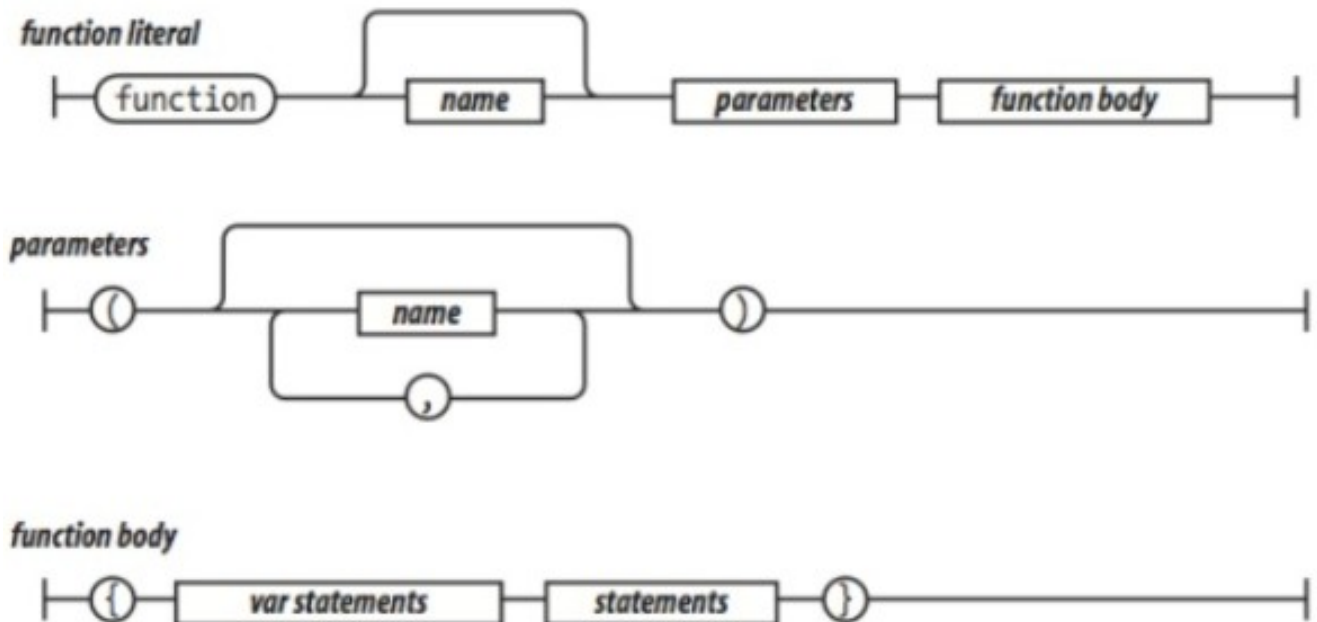 function literal
function name parameters function body
parameters
( name )
,
function body
{ var statements statements }